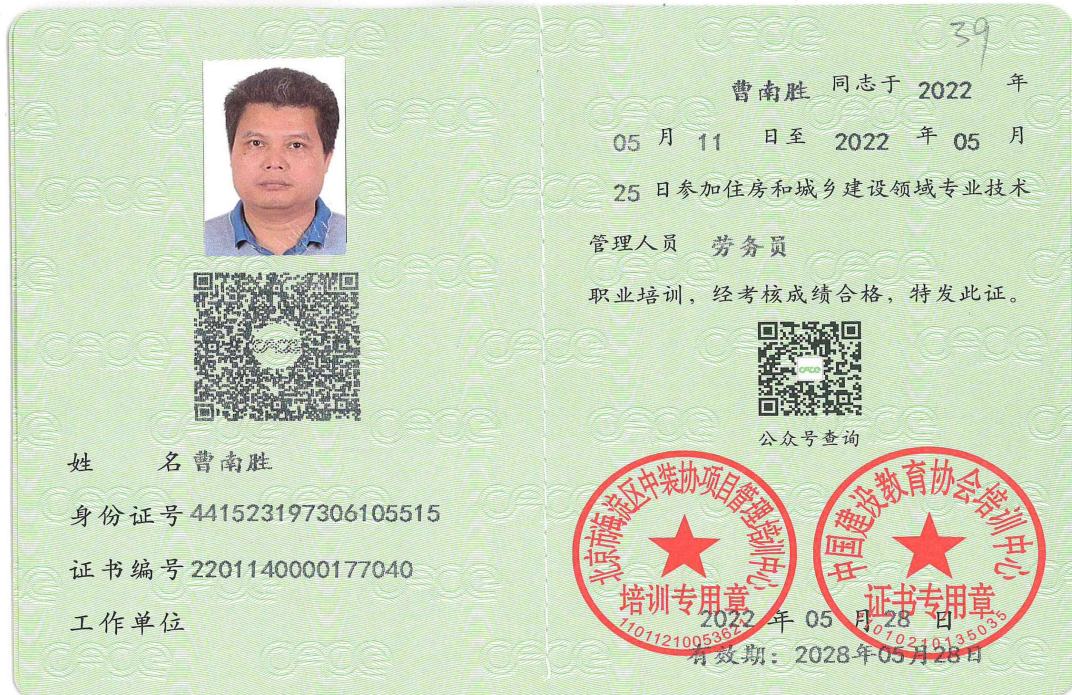 39
曹南胜 同志于 2022 年
05 月 11 日至 2022 年 05 月
25 日参加住房和城乡建设领域专业技术
管理人员 劳务员
职业培训，经考核成绩合格，特发此证。
公众号查询
姓 名 曹南胜
身份证号 441523197306105515
证书编号 2201140000177040
工作单位
北京市海淀区中装协项目管理培训中心
培训专用章
中国建设教育协会培训中心
证书专用章
11010210135035
2022 年 05 月 28 日
有效期：2028年05月28日
cece